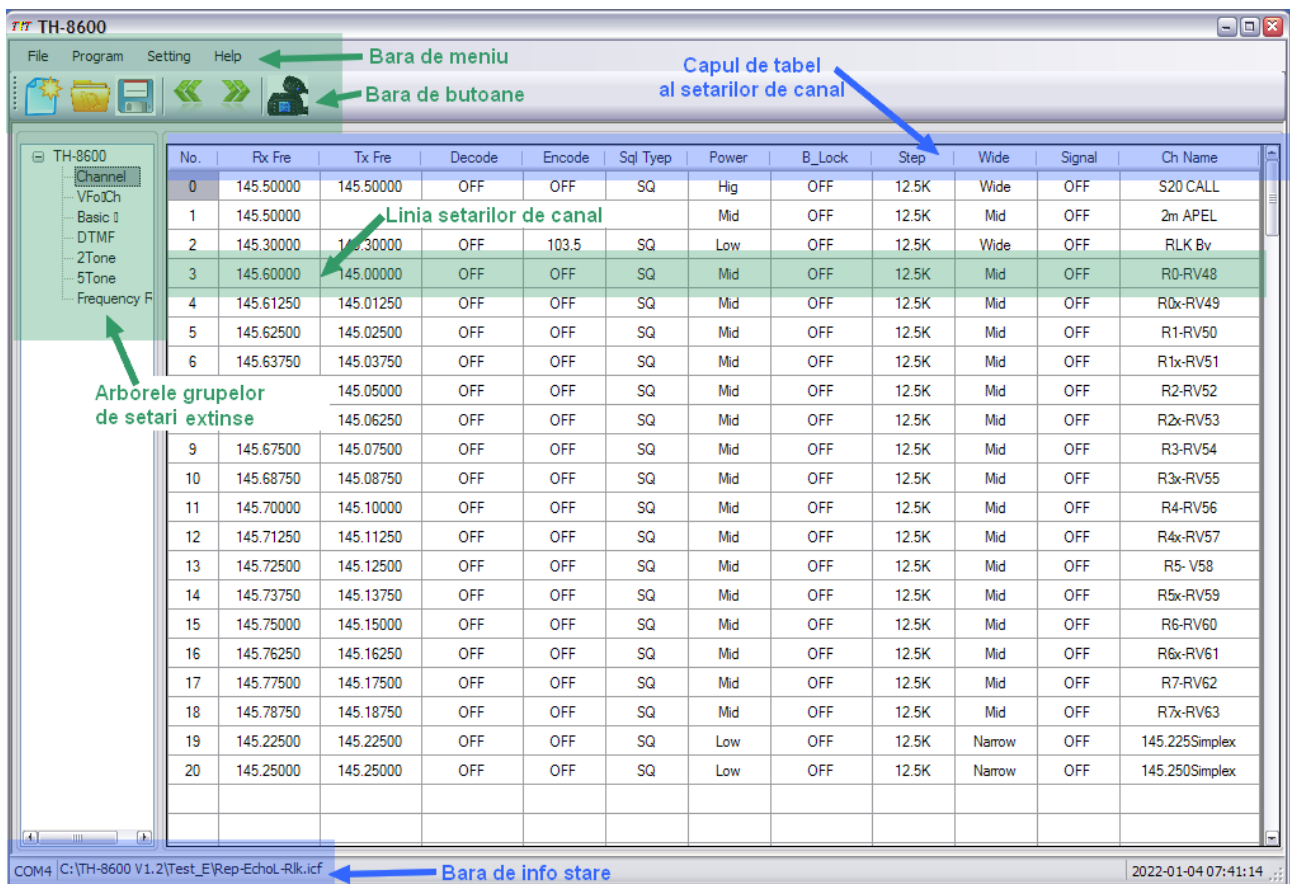 TYT TH-8600
File Program Setting Help
Bara de meniu
Capul de tabel
al setarilor de canal
Bara de butoane
TH-8600
Channel
VFo Ch
Basic
DTMF
2Tone
5Tone
Frequency R
Arborele grupelor
de setari extinse
No. Rx Fre Tx Fre Decode Encode Sql Tyep Power B_Lock Step Wide Signal Ch Name
0 145.50000 145.50000 OFF OFF SQ Hig OFF 12.5K Wide OFF S20 CALL
1 145.50000 Linia setarilor de canal Mid OFF 12.5K Mid OFF 2m APEL
2 145.30000 145.30000 OFF 103.5 SQ Low OFF 12.5K Wide OFF RLK Bv
3 145.60000 145.00000 OFF OFF SQ Mid OFF 12.5K Mid OFF R0-RV48
4 145.61250 145.01250 OFF OFF SQ Mid OFF 12.5K Mid OFF R0x-RV49
5 145.62500 145.02500 OFF OFF SQ Mid OFF 12.5K Mid OFF R1-RV50
6 145.63750 145.03750 OFF OFF SQ Mid OFF 12.5K Mid OFF R1x-RV51
145.05000 OFF OFF SQ Mid OFF 12.5K Mid OFF R2-RV52
145.06250 OFF OFF SQ Mid OFF 12.5K Mid OFF R2x-RV53
9 145.67500 145.07500 OFF OFF SQ Mid OFF 12.5K Mid OFF R3-RV54
10 145.68750 145.08750 OFF OFF SQ Mid OFF 12.5K Mid OFF R3x-RV55
11 145.70000 145.10000 OFF OFF SQ Mid OFF 12.5K Mid OFF R4-RV56
12 145.71250 145.11250 OFF OFF SQ Mid OFF 12.5K Mid OFF R4x-RV57
13 145.72500 145.12500 OFF OFF SQ Mid OFF 12.5K Mid OFF R5- V58
14 145.73750 145.13750 OFF OFF SQ Mid OFF 12.5K Mid OFF R5x-RV59
15 145.75000 145.15000 OFF OFF SQ Mid OFF 12.5K Mid OFF R6-RV60
16 145.76250 145.16250 OFF OFF SQ Mid OFF 12.5K Mid OFF R6x-RV61
17 145.77500 145.17500 OFF OFF SQ Mid OFF 12.5K Mid OFF R7-RV62
18 145.78750 145.18750 OFF OFF SQ Mid OFF 12.5K Mid OFF R7x-RV63
19 145.22500 145.22500 OFF OFF SQ Low OFF 12.5K Narrow OFF 145.225Simplex
20 145.25000 145.25000 OFF OFF SQ Low OFF 12.5K Narrow OFF 145.250Simplex
COM4 C:\TH-8600 V1.2\Test_E\Rep-EchoL-Rlk.icf Bara de info stare 2022-01-04 07:41:14